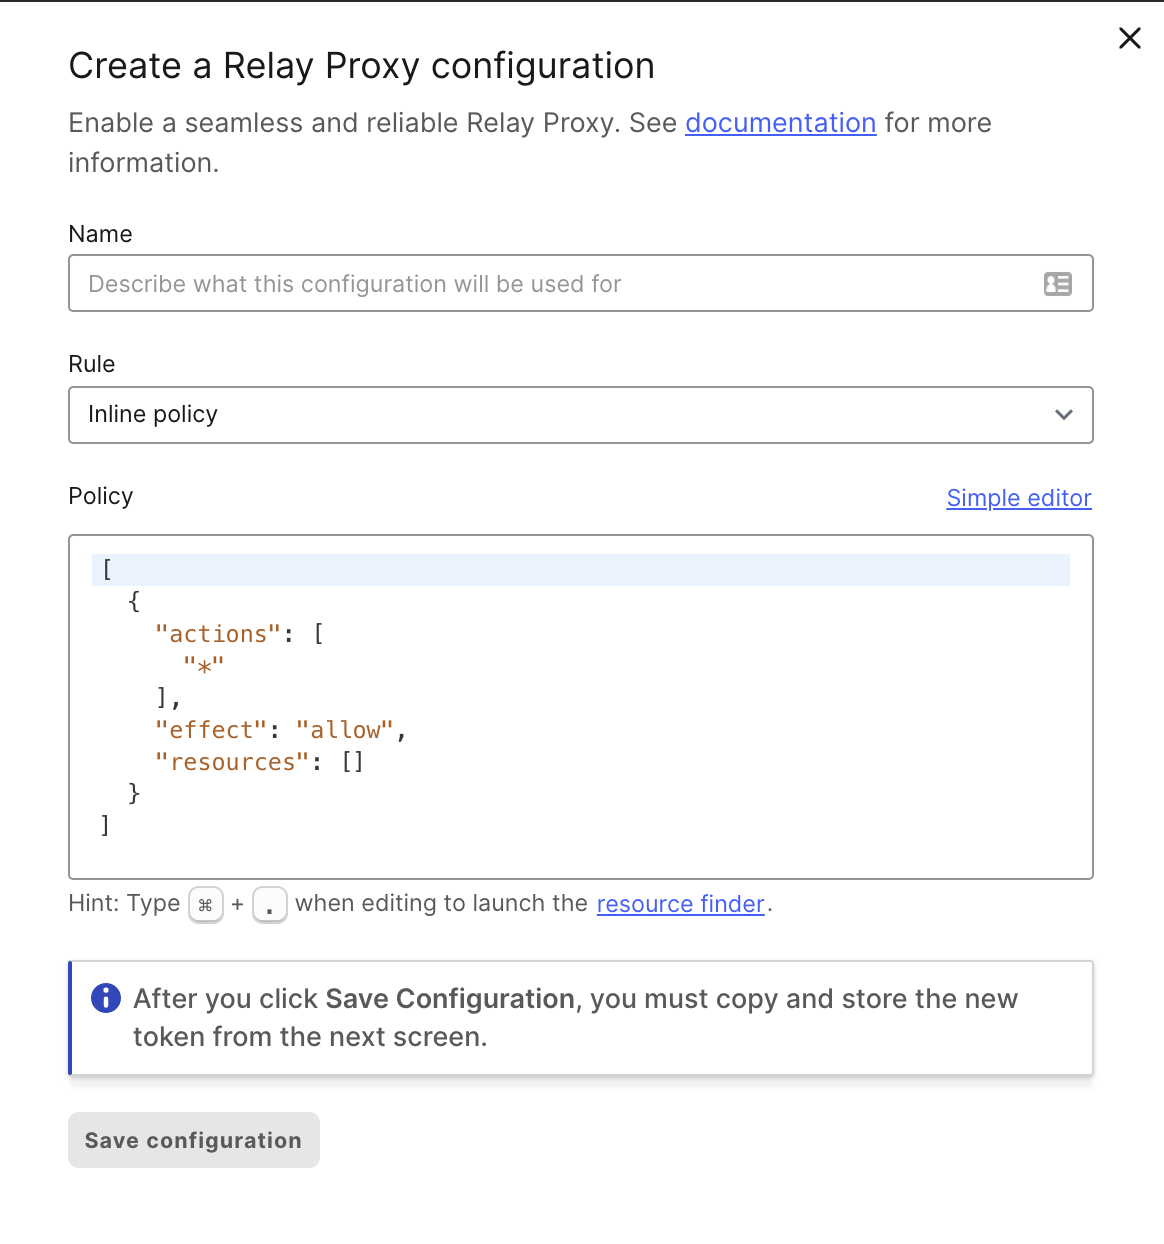 Create a Relay Proxy configuration
Enable a seamless and reliable Relay Proxy. See documentation for more
information.
Name
Describe what this configuration will be used for
Rule
Inline policy
Policy
Simple editor
[
  {
    "actions": [
      "*"
    ],
    "effect": "allow",
    "resources": []
  }
]
Hint: Type ⌘ + . when editing to launch the resource finder.
After you click Save Configuration, you must copy and store the new
token from the next screen.
Save configuration